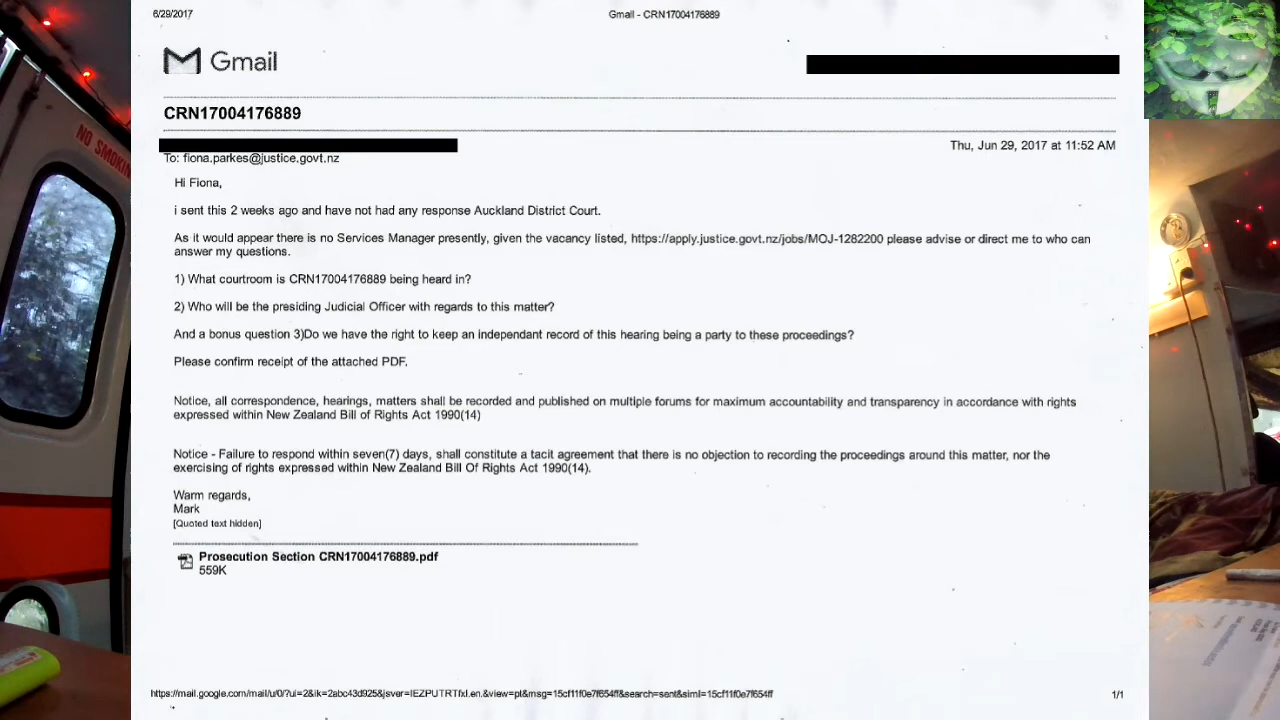 6/29/2017
Gmail - CRN17004176889
Gmail
CRN17004176889
Thu, Jun 29, 2017 at 11:52 AM
To: fiona.parkes@justice.govt.nz
Hi Fiona,
i sent this 2 weeks ago and have not had any response Auckland District Court.
As it would appear there is no Services Manager presently, given the vacancy listed, https://apply.justice.govt.nz/jobs/MOJ-1282200 please advise or direct me to who can
answer my questions.
1) What courtroom is CRN17004176889 being heard in?
2) Who will be the presiding Judicial Officer with regards to this matter?
And a bonus question 3)Do we have the right to keep an independant record of this hearing being a party to these proceedings?
Please confirm receipt of the attached PDF.
Notice, all correspondence, hearings, matters shall be recorded and published on multiple forums for maximum accountability and transparency in accordance with rights
expressed within New Zealand Bill of Rights Act 1990(14)
Notice - Failure to respond within seven(7) days, shall constitute a tacit agreement that there is no objection to recording the proceedings around this matter, nor the
exercising of rights expressed within New Zealand Bill Of Rights Act 1990(14).
Warm regards,
Mark
[Quoted text hidden]
Prosecution Section CRN17004176889.pdf
559K
1/1
NO SMOKIN